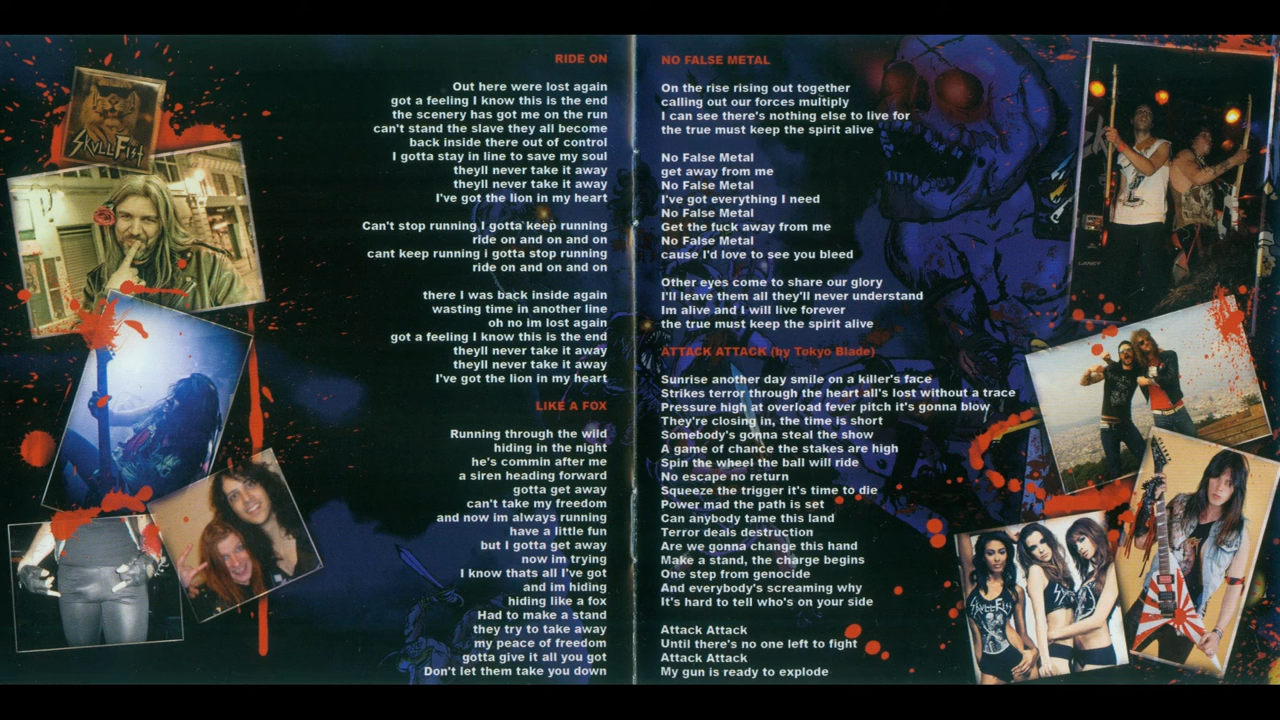 SKULL FIST
RIDE ON
Out here were lost again
got a feeling I know this is the end
the scenery has got me on the run
can't stand the slave they all become
back inside there out of control
I gotta stay in line to save my soul
theyll never take it away
theyll never take it away
I've got the lion in my heart
Can't stop running I gotta keep running
ride on and on and on
cant keep running i gotta stop running
ride on and on and on
there I was back inside again
wasting time in another line
oh no im lost again
got a feeling I know this is the end
theyll never take it away
theyll never take it away
I've got the lion in my heart
LIKE A FOX
Running through the wild
hiding in the night
he's commin after me
a siren heading forward
gotta get away
can't take my freedom
and now im always running
have a little fun
but I gotta get away
now im trying
I know thats all I've got
and im hiding
hiding like a fox
Had to make a stand
they try to take away
my peace of freedom
gotta give it all you got
Don't let them take you down
NO FALSE METAL
On the rise rising out together
calling out our forces multiply
I can see there's nothing else to live for
the true must keep the spirit alive
No False Metal
get away from me
No False Metal
I've got everything I need
No False Metal
Get the fuck away from me
No False Metal
cause I'd love to see you bleed
Other eyes come to share our glory
I'll leave them all they'll never understand
Im alive and I will live forever
the true must keep the spirit alive
ATTACK ATTACK (by Tokyo Blade)
Sunrise another day smile on a killer's face
Strikes terror through the heart all's lost without a trace
Pressure high at overload fever pitch it's gonna blow
They're closing in, the time is short
Somebody's gonna steal the show
A game of chance the stakes are high
Spin the wheel the ball will ride
No escape no return
Squeeze the trigger it's time to die
Power mad the path is set
Can anybody tame this land
Terror deals destruction
Are we gonna change this hand
Make a stand, the charge begins
One step from genocide
And everybody's screaming why
It's hard to tell who's on your side
Attack Attack
Until there's no one left to fight
Attack Attack
My gun is ready to explode
LANEY
SKULL FIST